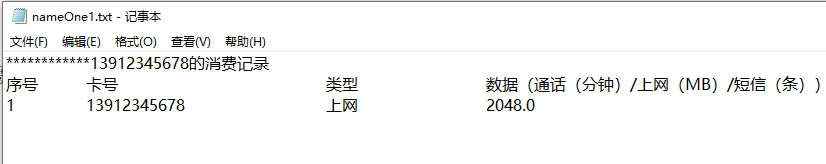 nameOne1.txt - 记事本
文件(F) 编辑(E) 格式(O) 查看(V) 帮助(H)
************13912345678的消费记录
序号 卡号 类型 数据（通话（分钟）/上网（MB）/短信（条））
1 13912345678 上网 2048.0